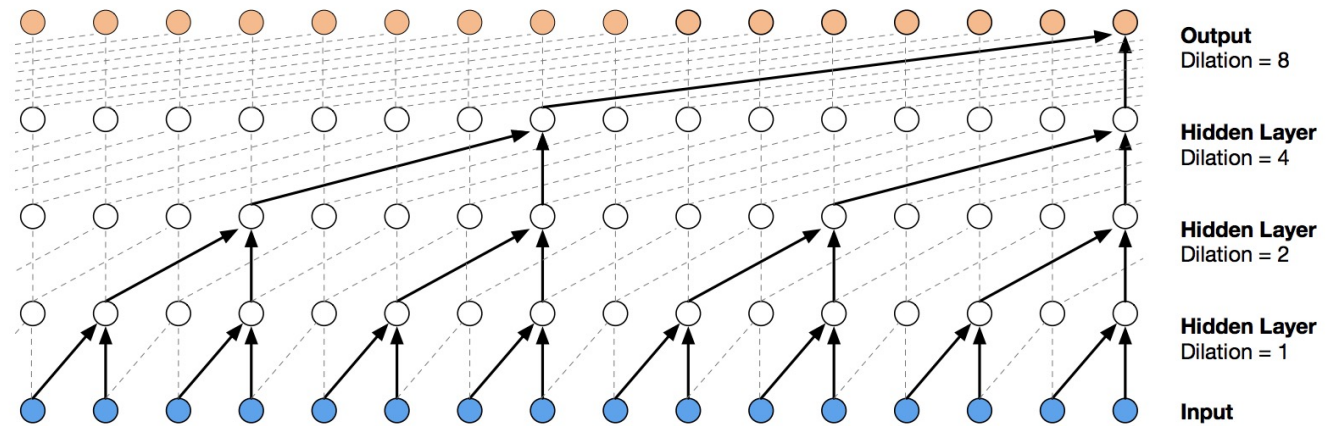 Output
Dilation = 8
Hidden Layer
Dilation = 4
Hidden Layer
Dilation = 2
Hidden Layer
Dilation = 1
Input